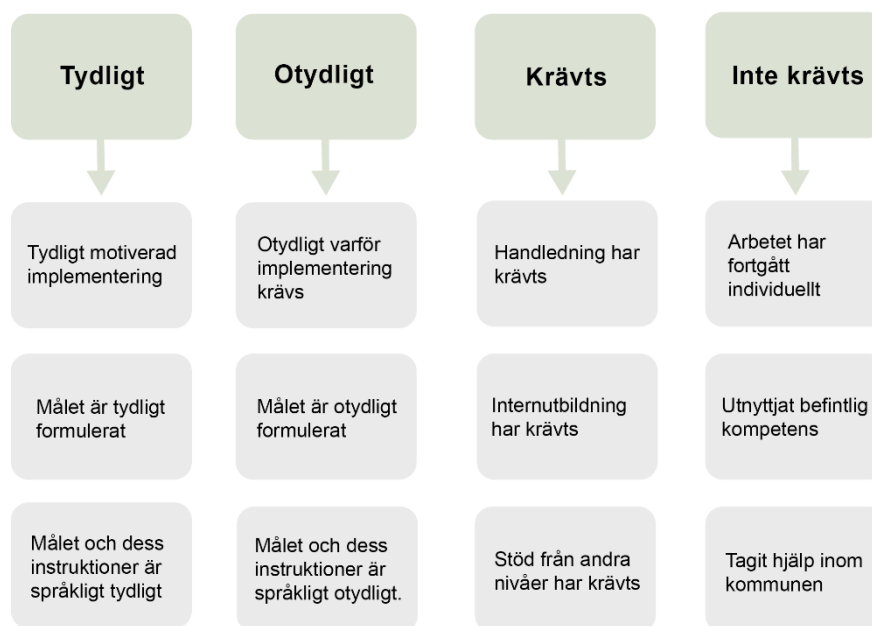 Tydligt
Otydligt
Krävts
Inte krävts
Tydligt motiverad
implementering
Otydligt varför
implementering
krävs
Handledning har
krävts
Arbetet har
fortgått
individuellt
Målet är tydligt
formulerat
Målet är otydligt
formulerat
Internutbildning
har krävts
Utnyttjat befintlig
kompetens
Målet och dess
instruktioner är
språkligt tydligt
Målet och dess
instruktioner är
språkligt otydligt.
Stöd från andra
nivåer har krävts
Tagit hjälp inom
kommunen